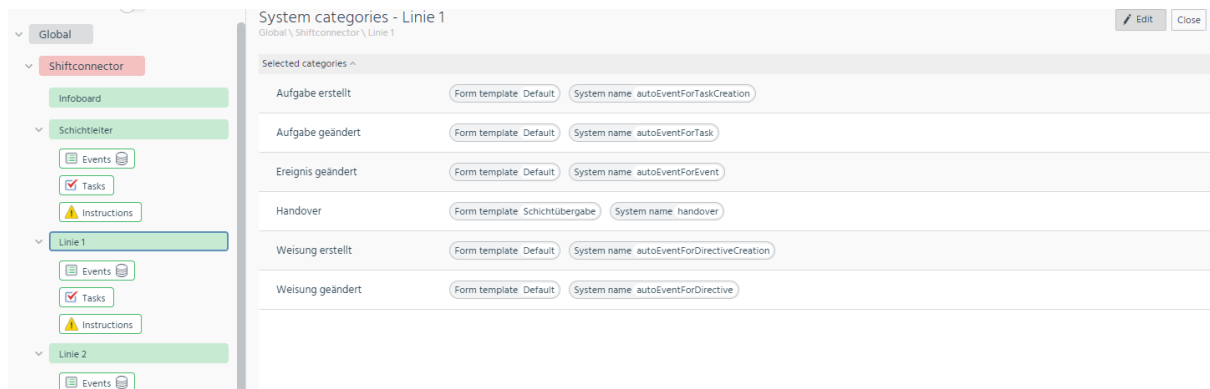 Global
Shiftconnector
Infoboard
Schichtleiter
Events
Tasks
Instructions
Linie 1
Events
Tasks
Instructions
Linie 2
Events
System categories - Linie 1
Global \ Shiftconnector \ Linie 1
Edit Close
Selected categories
Aufgabe erstellt Form template Default System name autoEventForTaskCreation
Aufgabe geändert Form template Default System name autoEventForTask
Ereignis geändert Form template Default System name autoEventForEvent
Handover Form template Schichtübergabe System name handover
Weisung erstellt Form template Default System name autoEventForDirectiveCreation
Weisung geändert Form template Default System name autoEventForDirective